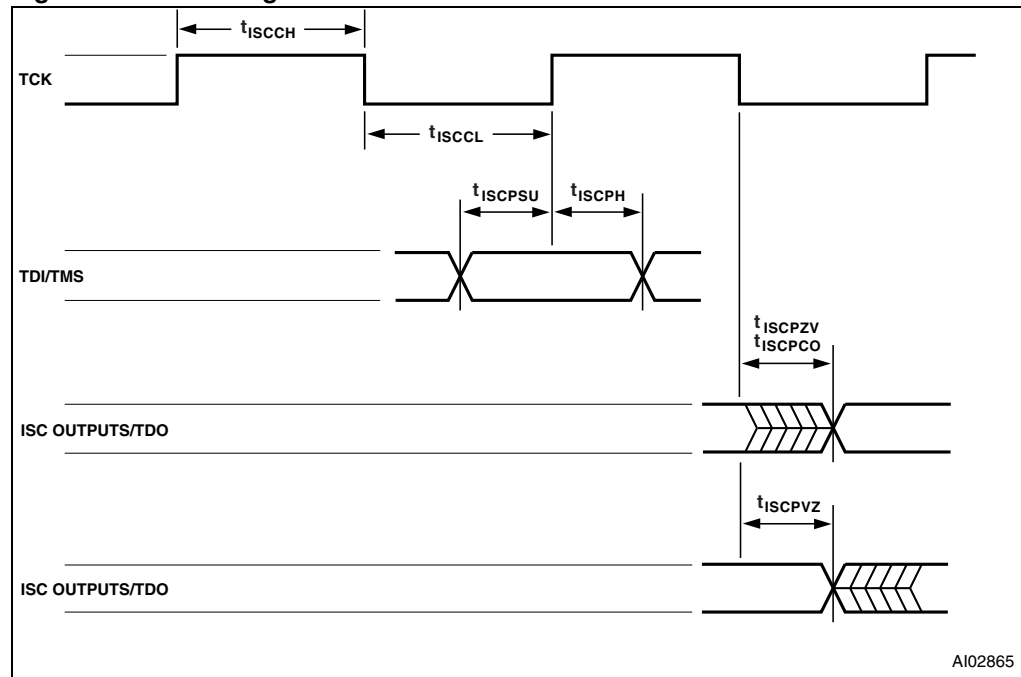 tISCCH
TCK
tISCCL
tISCPSU
tISCPH
TDI/TMS
tISCPZV
tISCPCO
ISC OUTPUTS/TDO
tISCPVZ
ISC OUTPUTS/TDO
AI02865